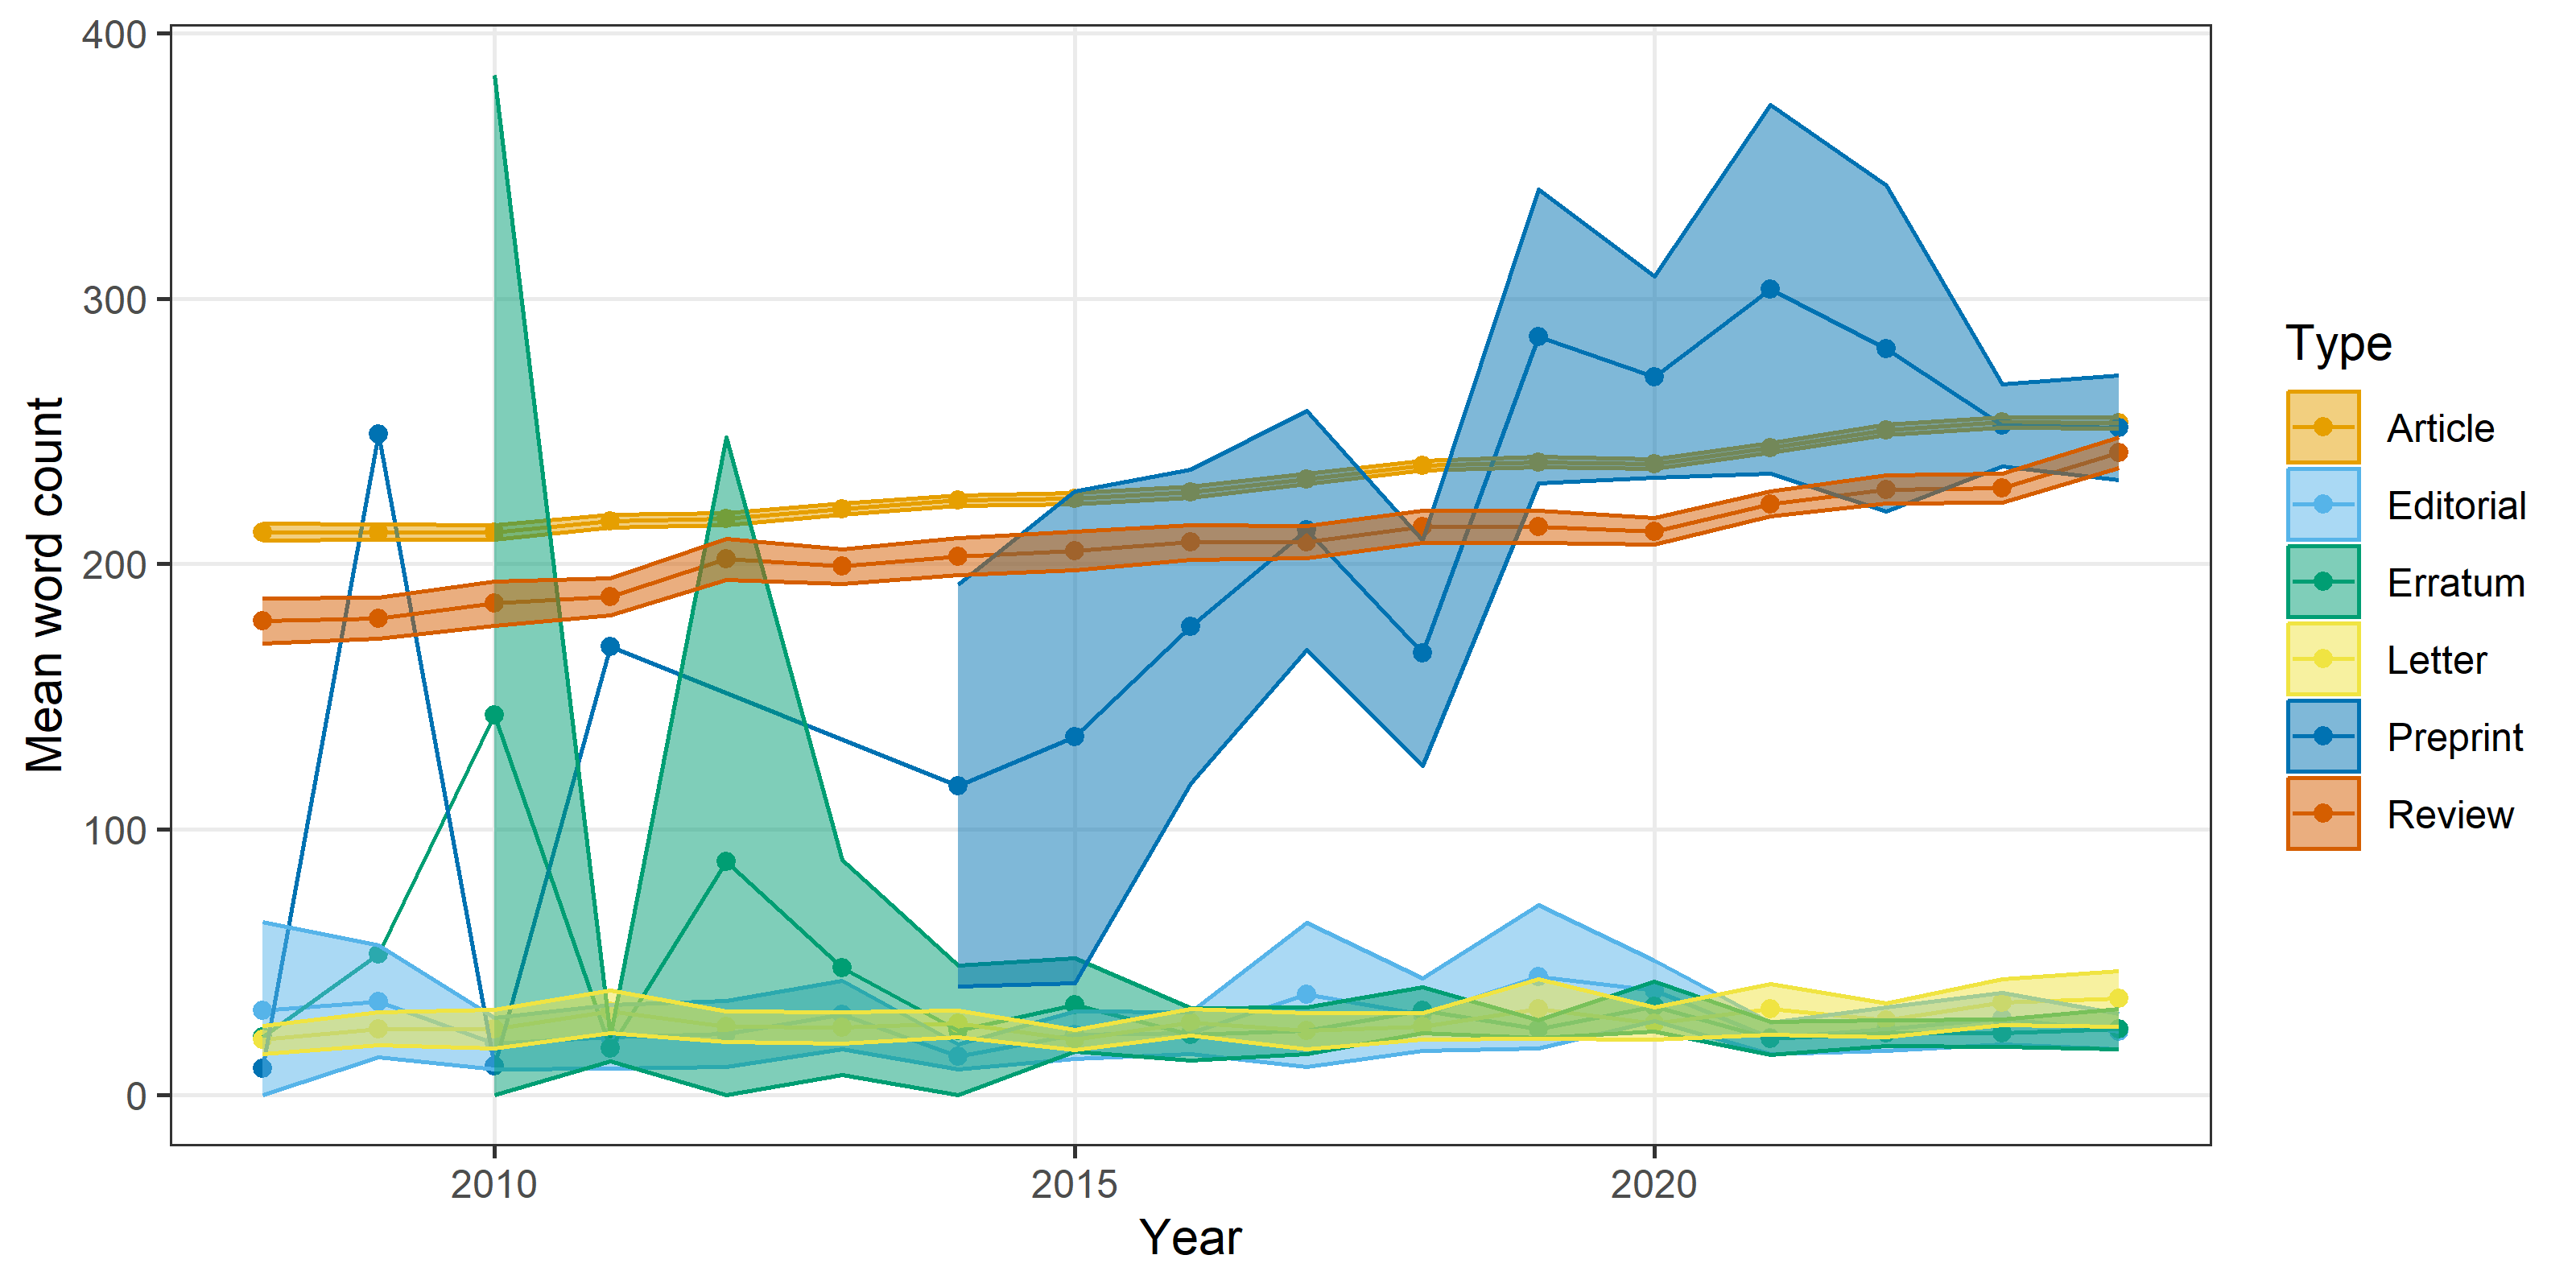 400
300
200
100
0
Mean word count
2010
2015
2020
Year
Type
Article
Editorial
Erratum
Letter
Preprint
Review